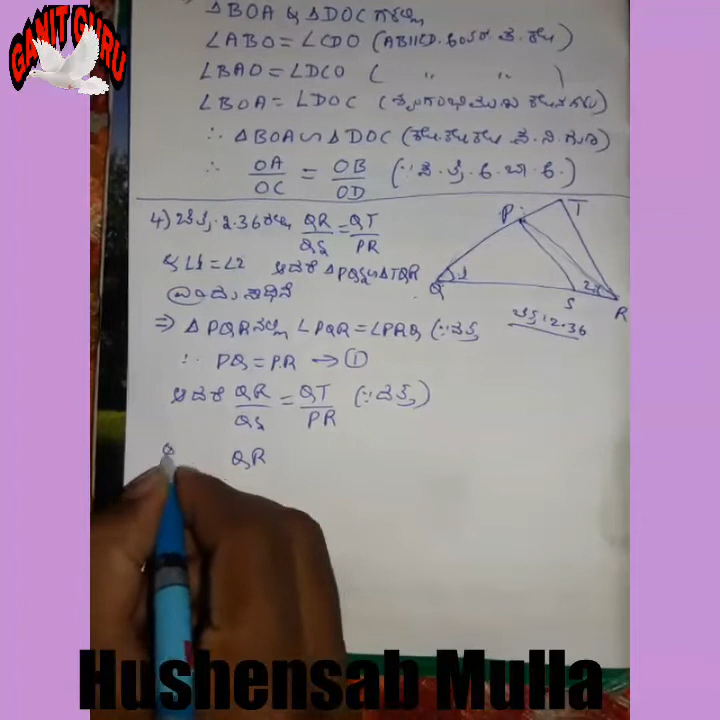 GANIT GURU
∆BOA & ∆DOC ಗಳಲ್ಲಿ
∠ABO = ∠CDO (AB||CD.
∠BAO = ∠DCO ( " " )
∠BOA = ∠DOC (ಶೃಂಗಾಭಿಮುಖ ಕೋನಗಳು)
∴ ∆BOA ∽ ∆DOC (ಕೋ.ಕೋ.ಕೋ
∴ OA/OC = OB/OD (∵
4) ಚಿತ್ರ 2.36ರಲ್ಲಿ QR/QS = QT/PR
∠1 = ∠2 ಆದರೆ ∆PQS ∽ ∆TQR
ಎಂದು ಸಾಧಿಸಿ
P T Q 1 S 2 R
ಚಿತ್ರ 2.36
⇒ ∆PQR ನಲ್ಲಿ ∠PQR = ∠PRQ (∵ ದತ್ತ
∴ PQ = PR → ①
ಆದರೆ QR/QS = QT/PR (∵ ದತ್ತ)
QR
Hushensab Mulla